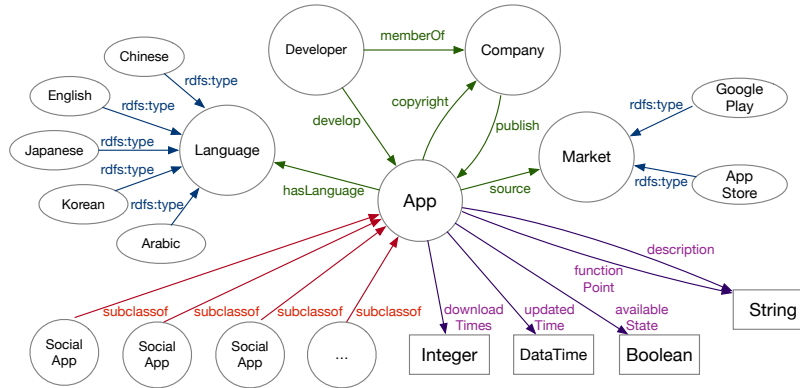 Developer
memberOf
Company
Chinese
rdfs:type
English
rdfs:type
Japanese
rdfs:type
rdfs:type
Korean
rdfs:type
Arabic
Language
develop
copyright
publish
Google
Play
rdfs:type
Market
rdfs:type
App
Store
hasLanguage
App
source
description
function
Point
subclassof
subclassof
subclassof
subclassof
download
Times
updated
Time
available
State
String
Social
App
Social
App
Social
App
...
Integer
DataTime
Boolean